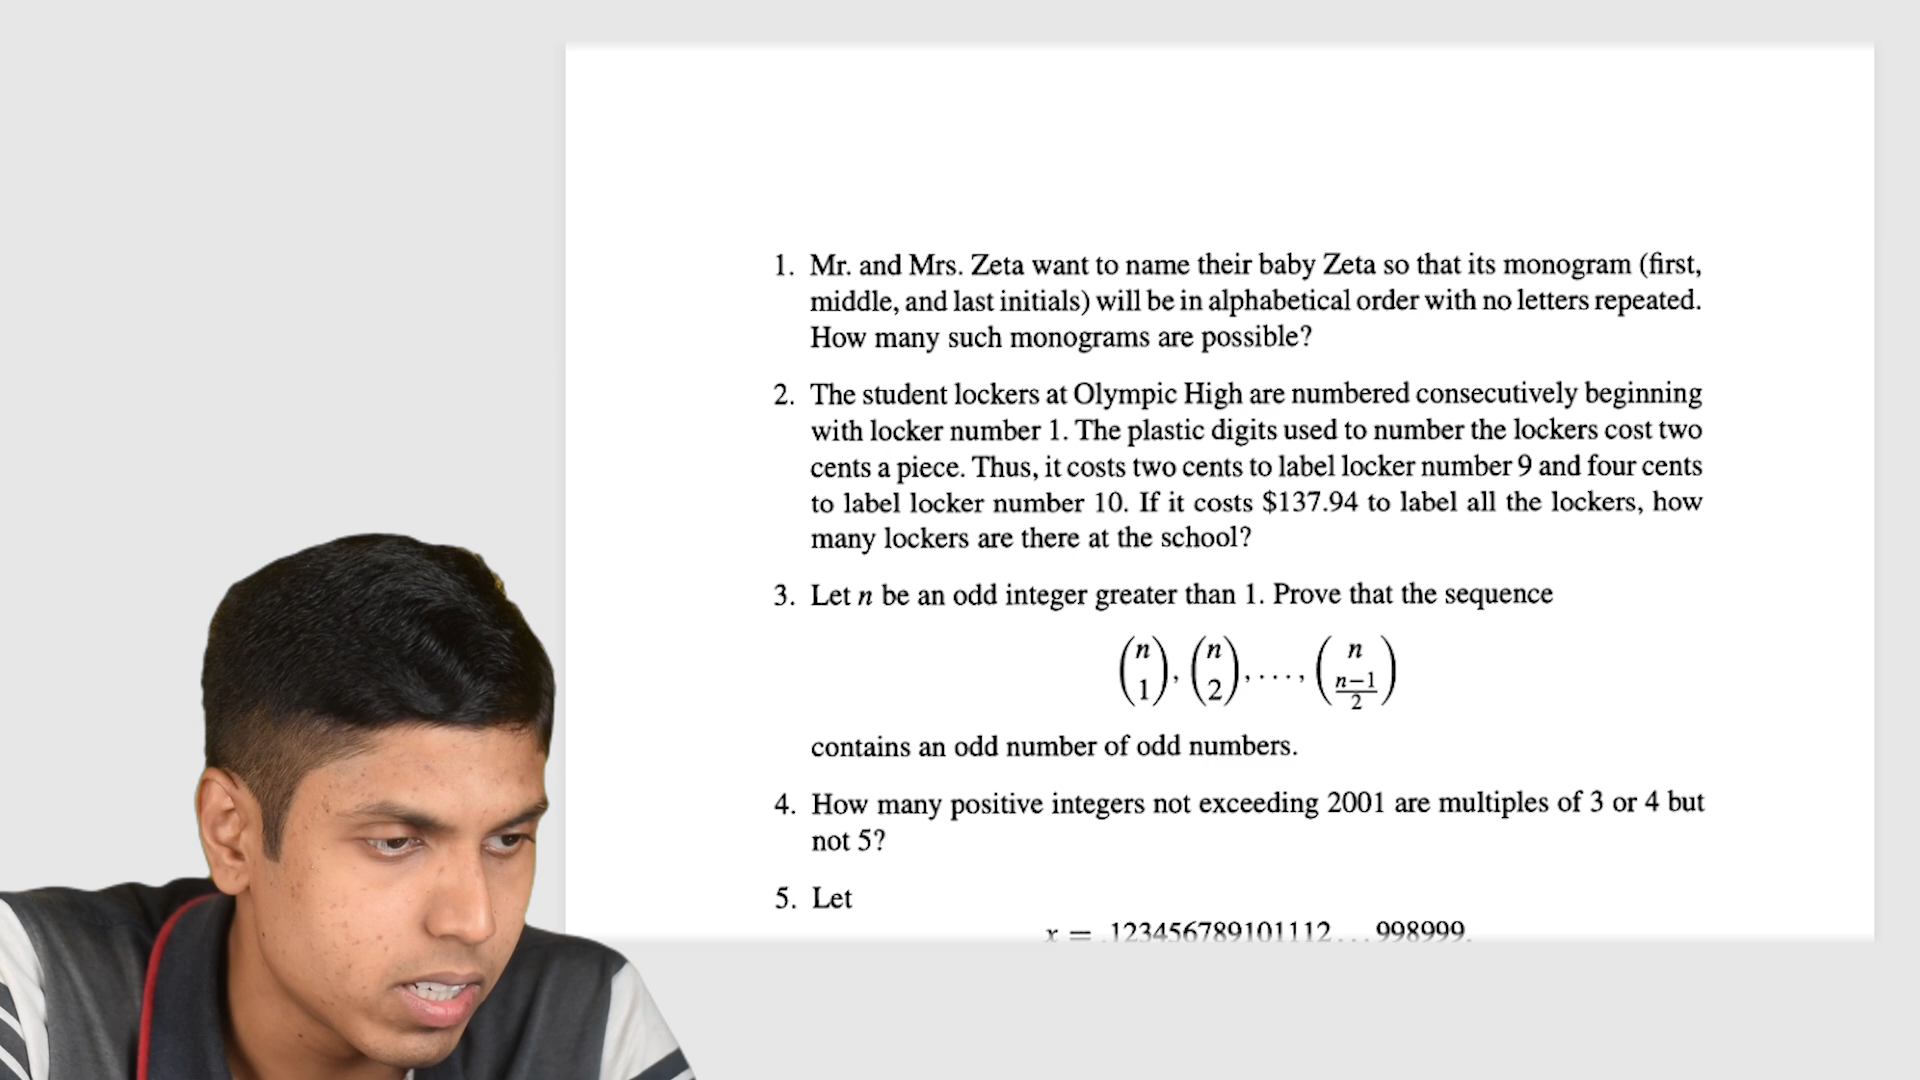 1. Mr. and Mrs. Zeta want to name their baby Zeta so that its monogram (first,
middle, and last initials) will be in alphabetical order with no letters repeated.
How many such monograms are possible?
2. The student lockers at Olympic High are numbered consecutively beginning
with locker number 1. The plastic digits used to number the lockers cost two
cents a piece. Thus, it costs two cents to label locker number 9 and four cents
to label locker number 10. If it costs $137.94 to label all the lockers, how
many lockers are there at the school?
3. Let n be an odd integer greater than 1. Prove that the sequence
(n 1), (n 2), . . . , (n n−1/2)
contains an odd number of odd numbers.
4. How many positive integers not exceeding 2001 are multiples of 3 or 4 but
not 5?
5. Let
x = .123456789101112...998999,